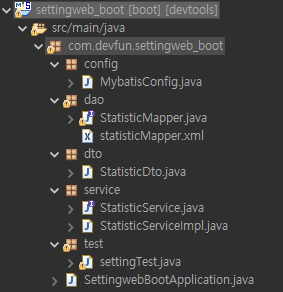 settingweb_boot [boot] [devtools]
src/main/java
com.devfun.settingweb_boot
config
MybatisConfig.java
dao
StatisticMapper.java
statisticMapper.xml
dto
StatisticDto.java
service
StatisticService.java
StatisticServiceImpl.java
test
settingTest.java
SettingwebBootApplication.java